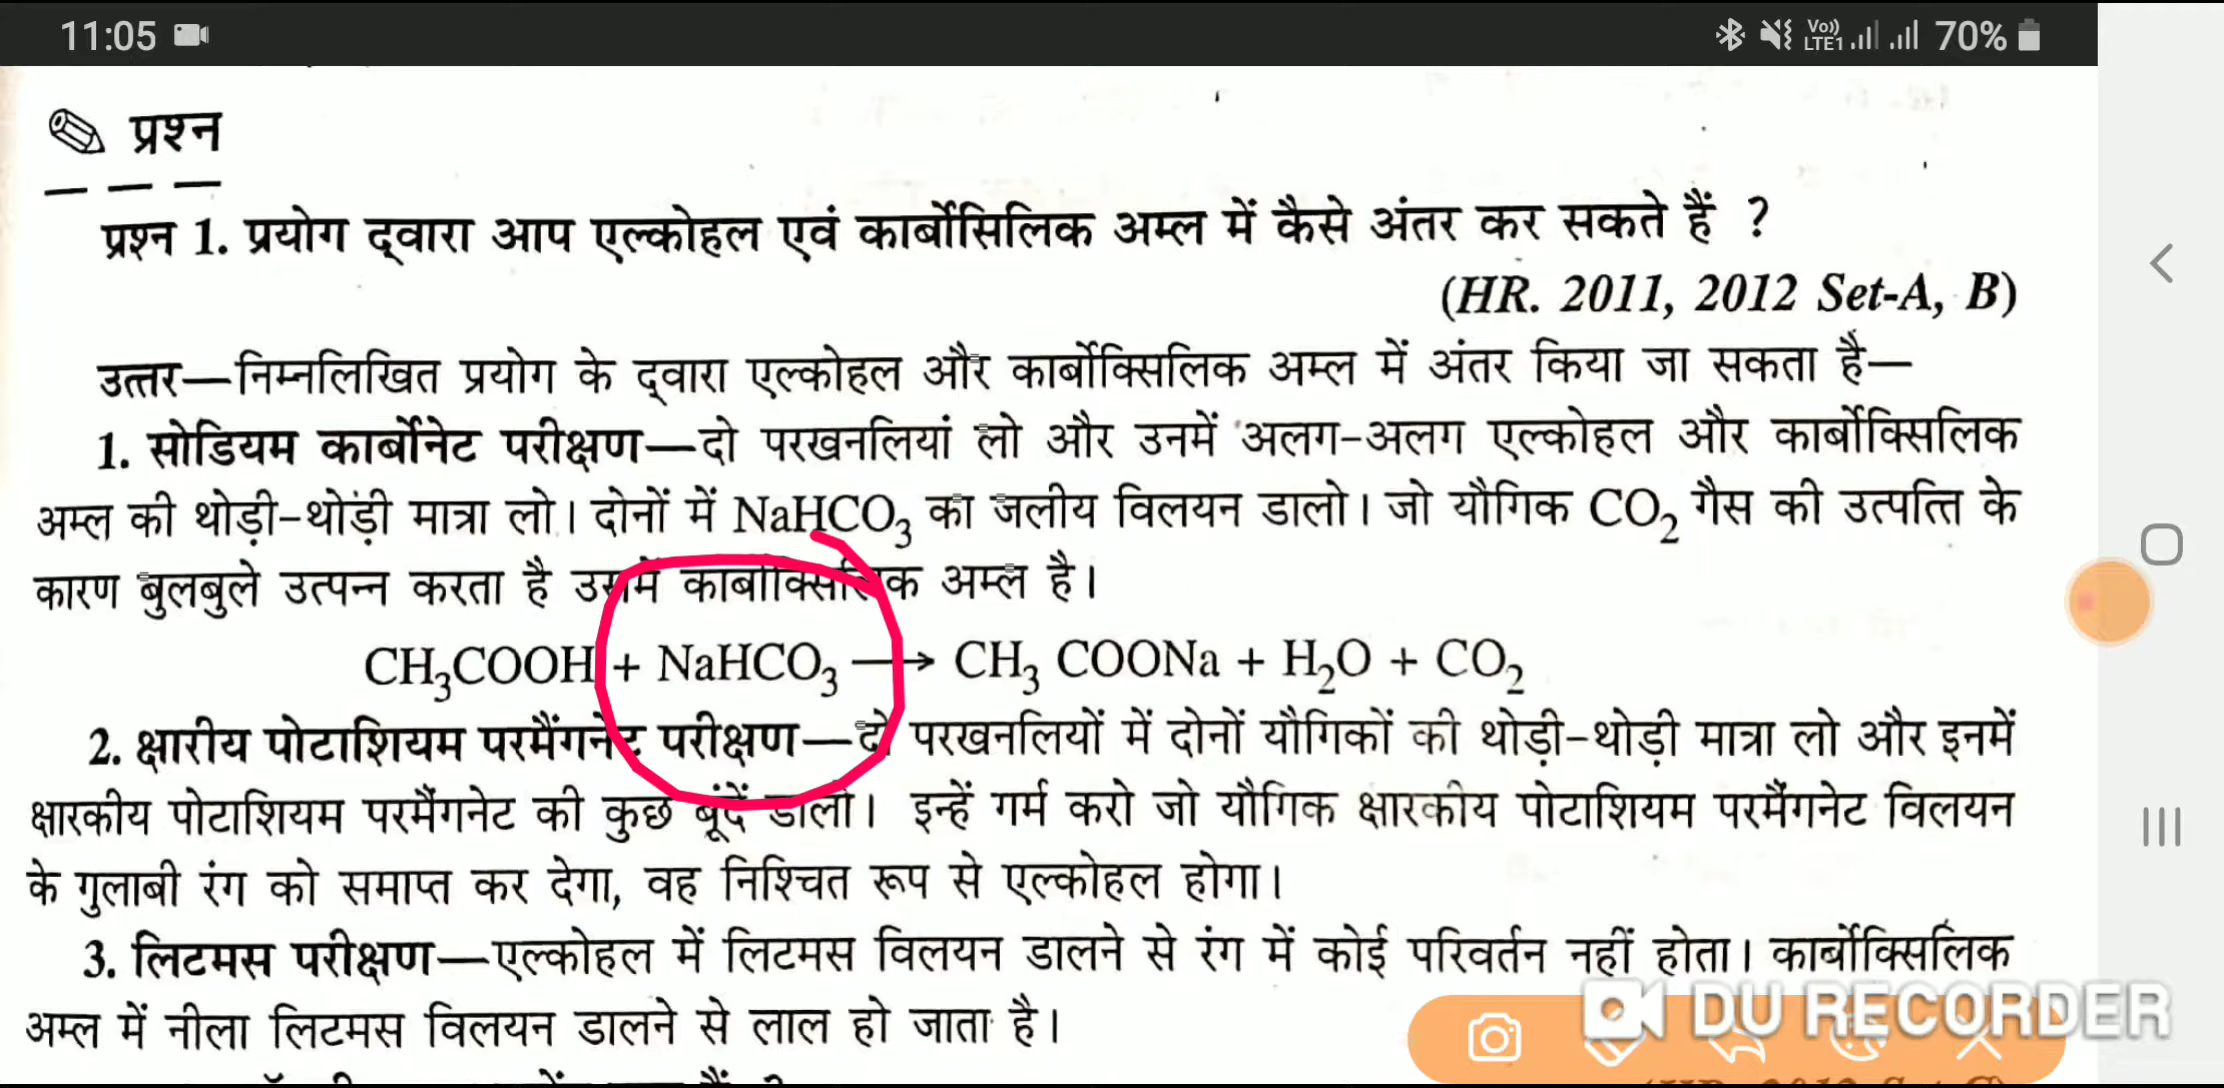 11:05 Vo)) LTE1 70%
प्रश्न
प्रश्न 1. प्रयोग द्वारा आप एल्कोहल एवं कार्बोसिलिक अम्ल में कैसे अंतर कर सकते हैं ?
(HR. 2011, 2012 Set-A, B)
उत्तर—निम्नलिखित प्रयोग के द्वारा एल्कोहल और कार्बोक्सिलिक अम्ल में अंतर किया जा सकता है—
1. सोडियम कार्बोनेट परीक्षण—दो परखनलियां लो और उनमें अलग-अलग एल्कोहल और कार्बोक्सिलिक
अम्ल की थोड़ी-थोड़ी मात्रा लो। दोनों में NaHCO₃ का जलीय विलयन डालो। जो यौगिक CO₂ गैस की उत्पत्ति के
कारण बुलबुले उत्पन्न करता है उसमें कार्बोक्सिलिक अम्ल है।
CH₃COOH + NaHCO₃ ⟶ CH₃ COONa + H₂O + CO₂
2. क्षारीय पोटाशियम परमैंगनेट परीक्षण—दो परखनलियों में दोनों यौगिकों की थोड़ी-थोड़ी मात्रा लो और इनमें
क्षारकीय पोटाशियम परमैंगनेट की कुछ बूंदें डालो। इन्हें गर्म करो जो यौगिक क्षारकीय पोटाशियम परमैंगनेट विलयन
के गुलाबी रंग को समाप्त कर देगा, वह निश्चित रूप से एल्कोहल होगा।
3. लिटमस परीक्षण—एल्कोहल में लिटमस विलयन डालने से रंग में कोई परिवर्तन नहीं होता। कार्बोक्सिलिक
अम्ल में नीला लिटमस विलयन डालने से लाल हो जाता है।
DU RECORDER